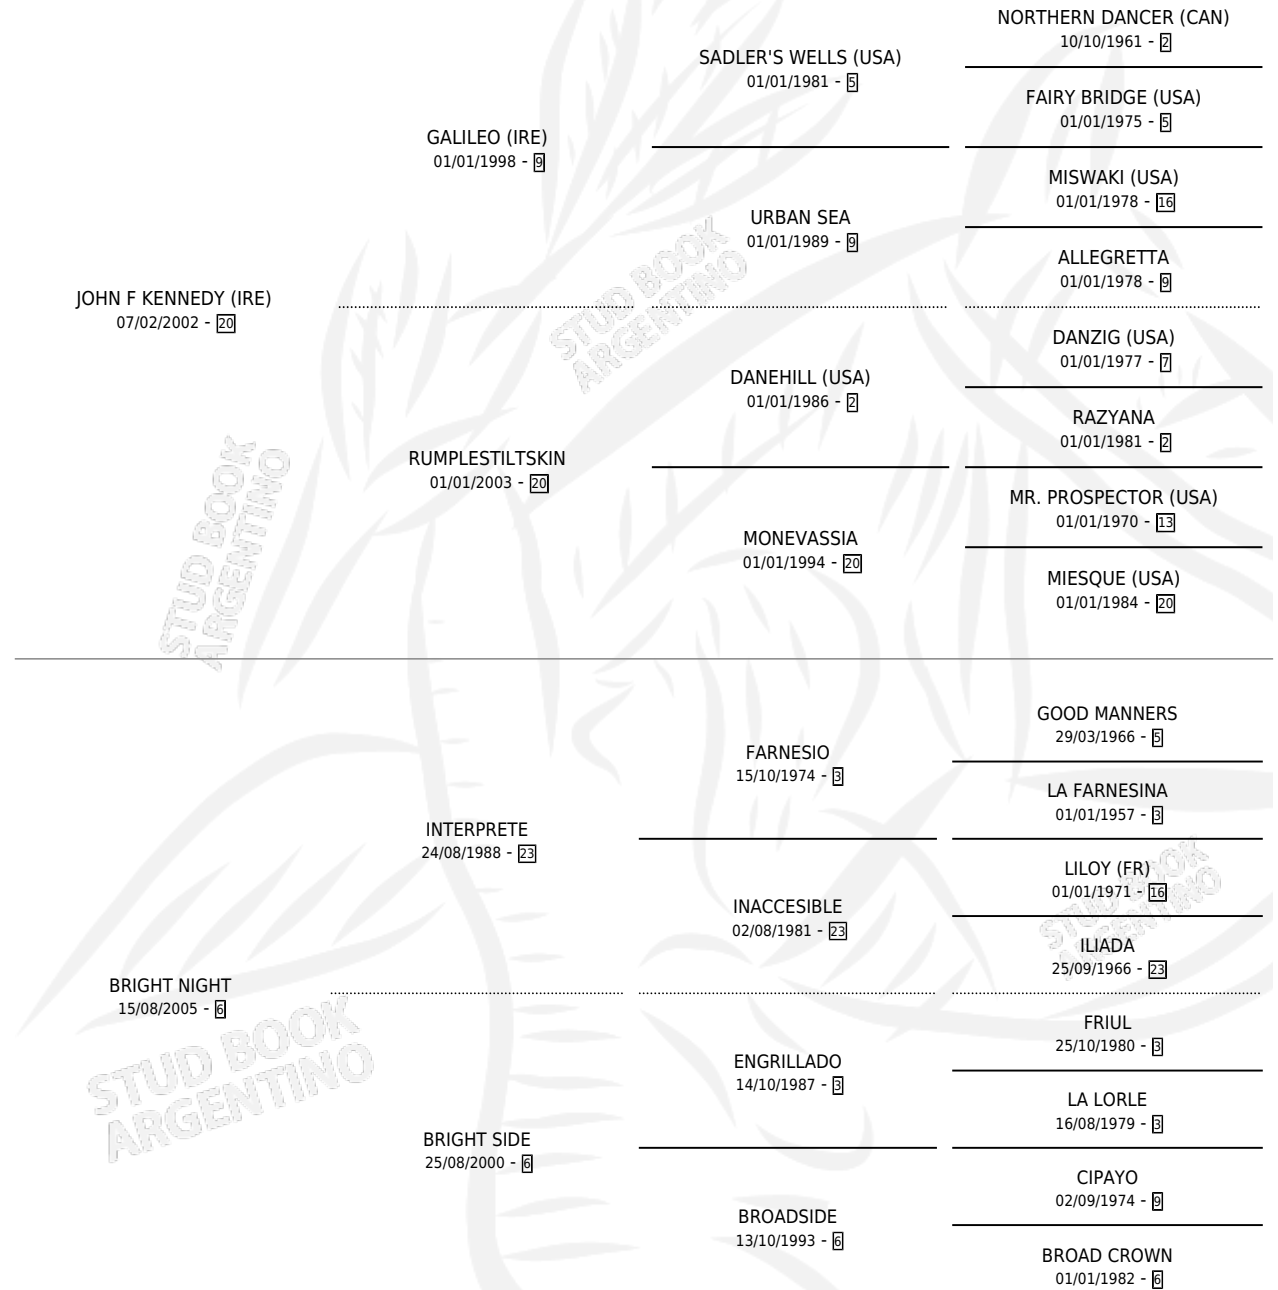 NORTHERN DANCER (CAN)
10/10/1961 - 2
SADLER'S WELLS (USA)
01/01/1981 - 5
FAIRY BRIDGE (USA)
01/01/1975 - 5
GALILEO (IRE)
01/01/1998 - 9
MISWAKI (USA)
01/01/1978 - 16
URBAN SEA
01/01/1989 - 9
ALLEGRETTA
01/01/1978 - 9
STUD BOOK
ARGENTINO
JOHN F KENNEDY (IRE)
07/02/2002 - 20
DANZIG (USA)
01/01/1977 - 7
DANEHILL (USA)
01/01/1986 - 2
RAZYANA
01/01/1981 - 2
RUMPLESTILTSKIN
01/01/2003 - 20
MR. PROSPECTOR (USA)
01/01/1970 - 13
MONEVASSIA
01/01/1994 - 20
MIESQUE (USA)
01/01/1984 - 20
STUD BOOK
ARGENTINO
GOOD MANNERS
29/03/1966 - 5
FARNESIO
15/10/1974 - 3
LA FARNESINA
01/01/1957 - 3
INTERPRETE
24/08/1988 - 23
LILOY (FR)
01/01/1971 - 16
INACCESIBLE
02/08/1981 - 23
ILIADA
25/09/1966 - 23
STUD BOOK
ARGENTINO
BRIGHT NIGHT
15/08/2005 - 6
FRIUL
25/10/1980 - 3
ENGRILLADO
14/10/1987 - 3
LA LORLE
16/08/1979 - 3
STUD BOOK
ARGENTINO
BRIGHT SIDE
25/08/2000 - 6
CIPAYO
02/09/1974 - 9
BROADSIDE
13/10/1993 - 6
BROAD CROWN
01/01/1982 - 6